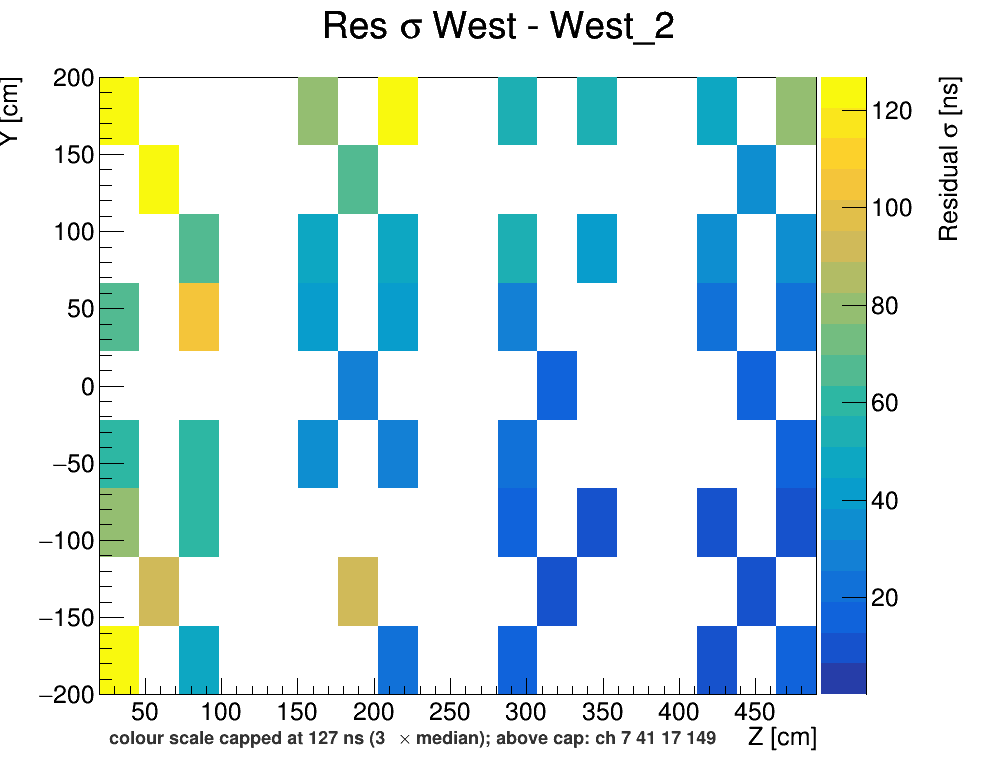 Res σ West - West_2
Y [cm]
200
150
100
50
0
−50
−100
−150
−200
50 100 150 200 250 300 350 400 450
Z [cm]
colour scale capped at 127 ns (3 × median); above cap: ch 7 41 17 149
120
100
80
60
40
20
Residual σ [ns]